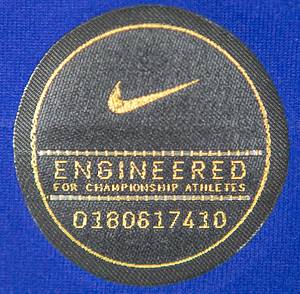 ENGINEERED
FOR CHAMPIONSHIP ATHLETES
0180617410